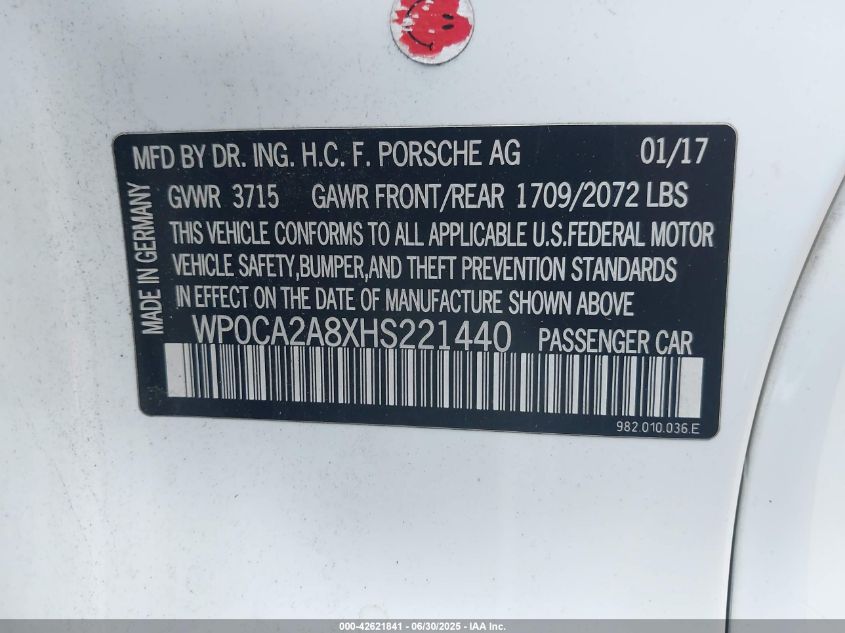 MFD BY DR. ING. H.C. F. PORSCHE AG 01/17
GVWR 3715 GAWR FRONT/REAR 1709/2072 LBS
THIS VEHICLE CONFORMS TO ALL APPLICABLE U.S.FEDERAL MOTOR
VEHICLE SAFETY,BUMPER,AND THEFT PREVENTION STANDARDS
IN EFFECT ON THE DATE OF MANUFACTURE SHOWN ABOVE
MADE IN GERMANY
WP0CA2A8XHS221440 PASSENGER CAR
982.010.036.E
000-42621841 - 06/30/2025 - IAA Inc.